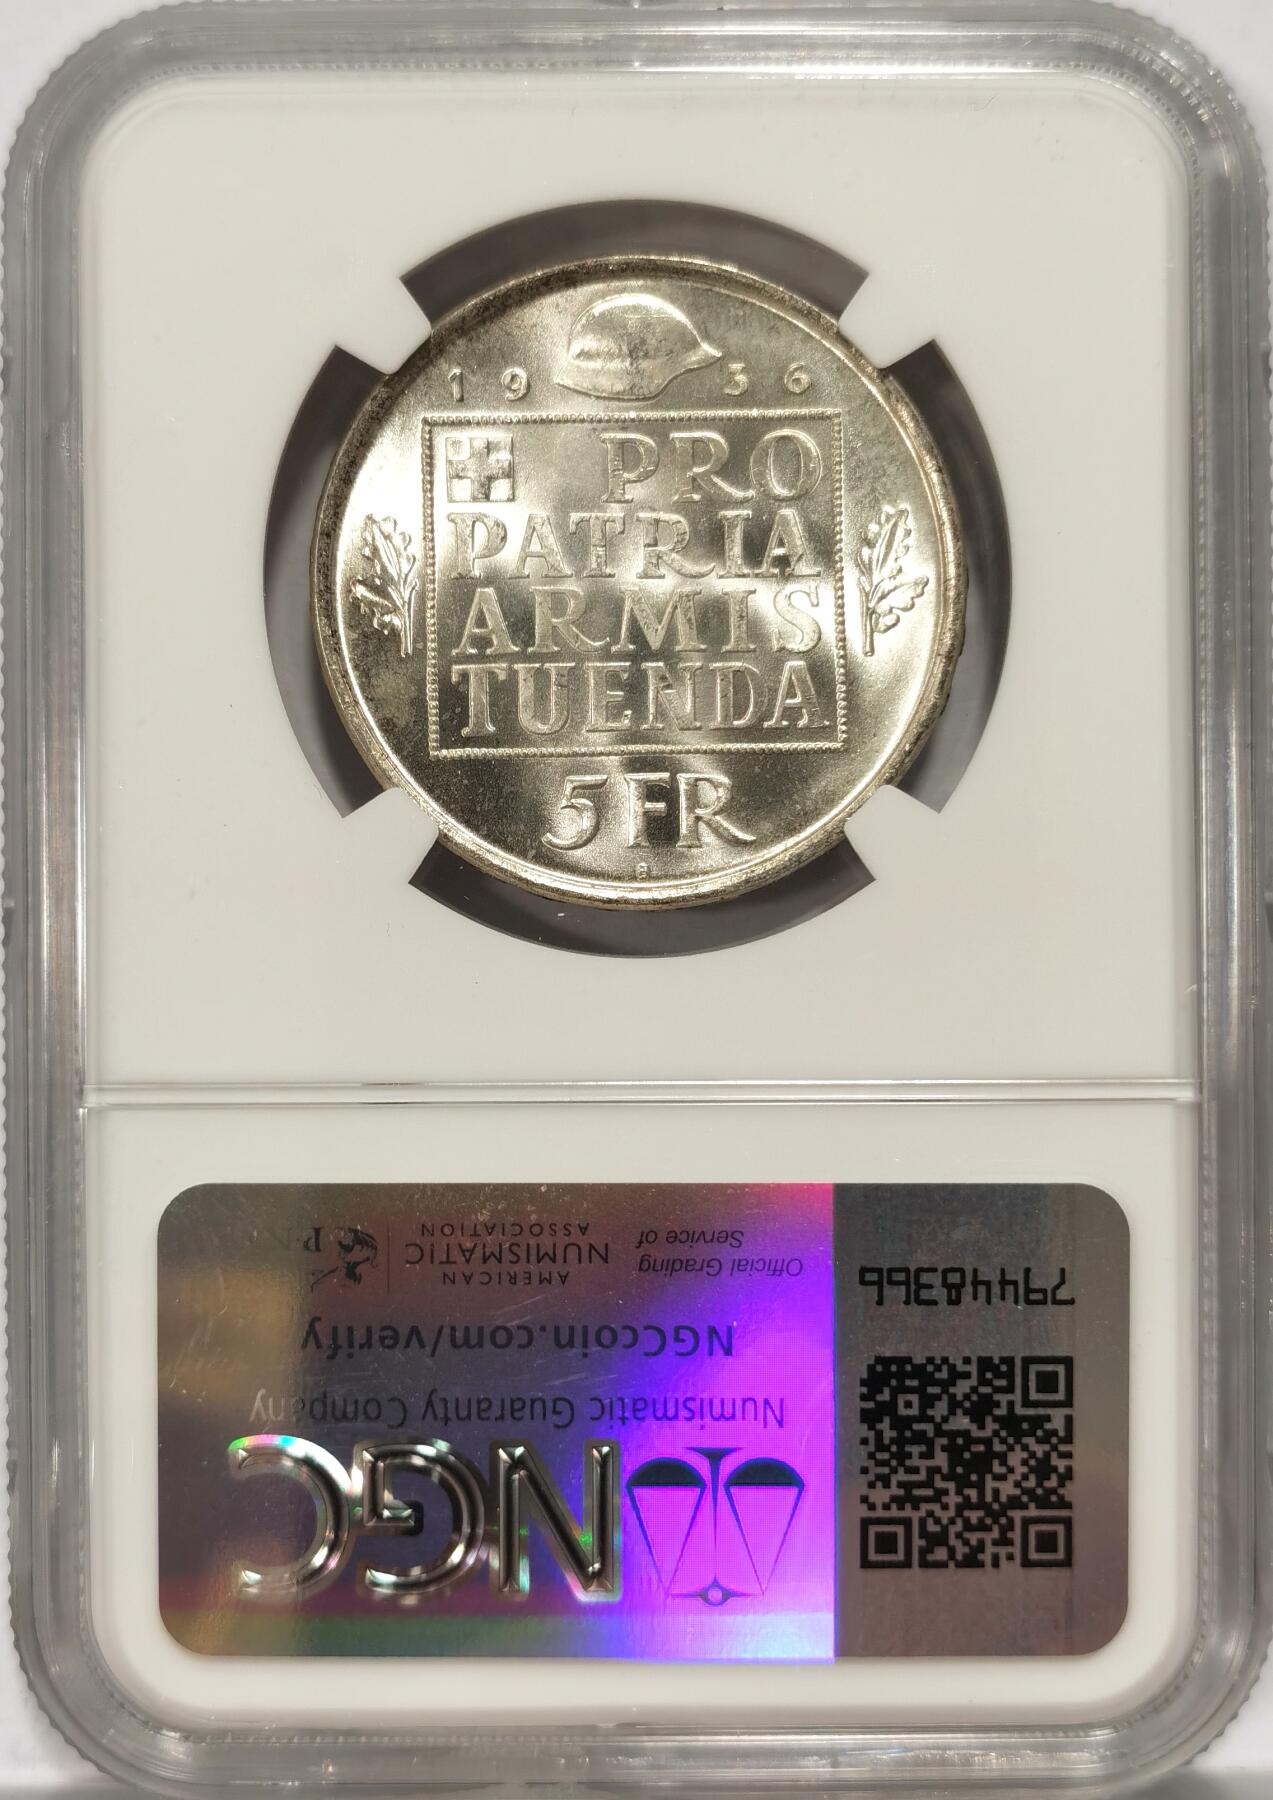 1936
PRO
PATRIA
ARMIS
TUENDA
5 FR
B
NGC
Numismatic Guaranty Company
NGCcoin.com/verify
Official Grading
Service of
AMERICAN
NUMISMATIC
ASSOCIATION
79448366